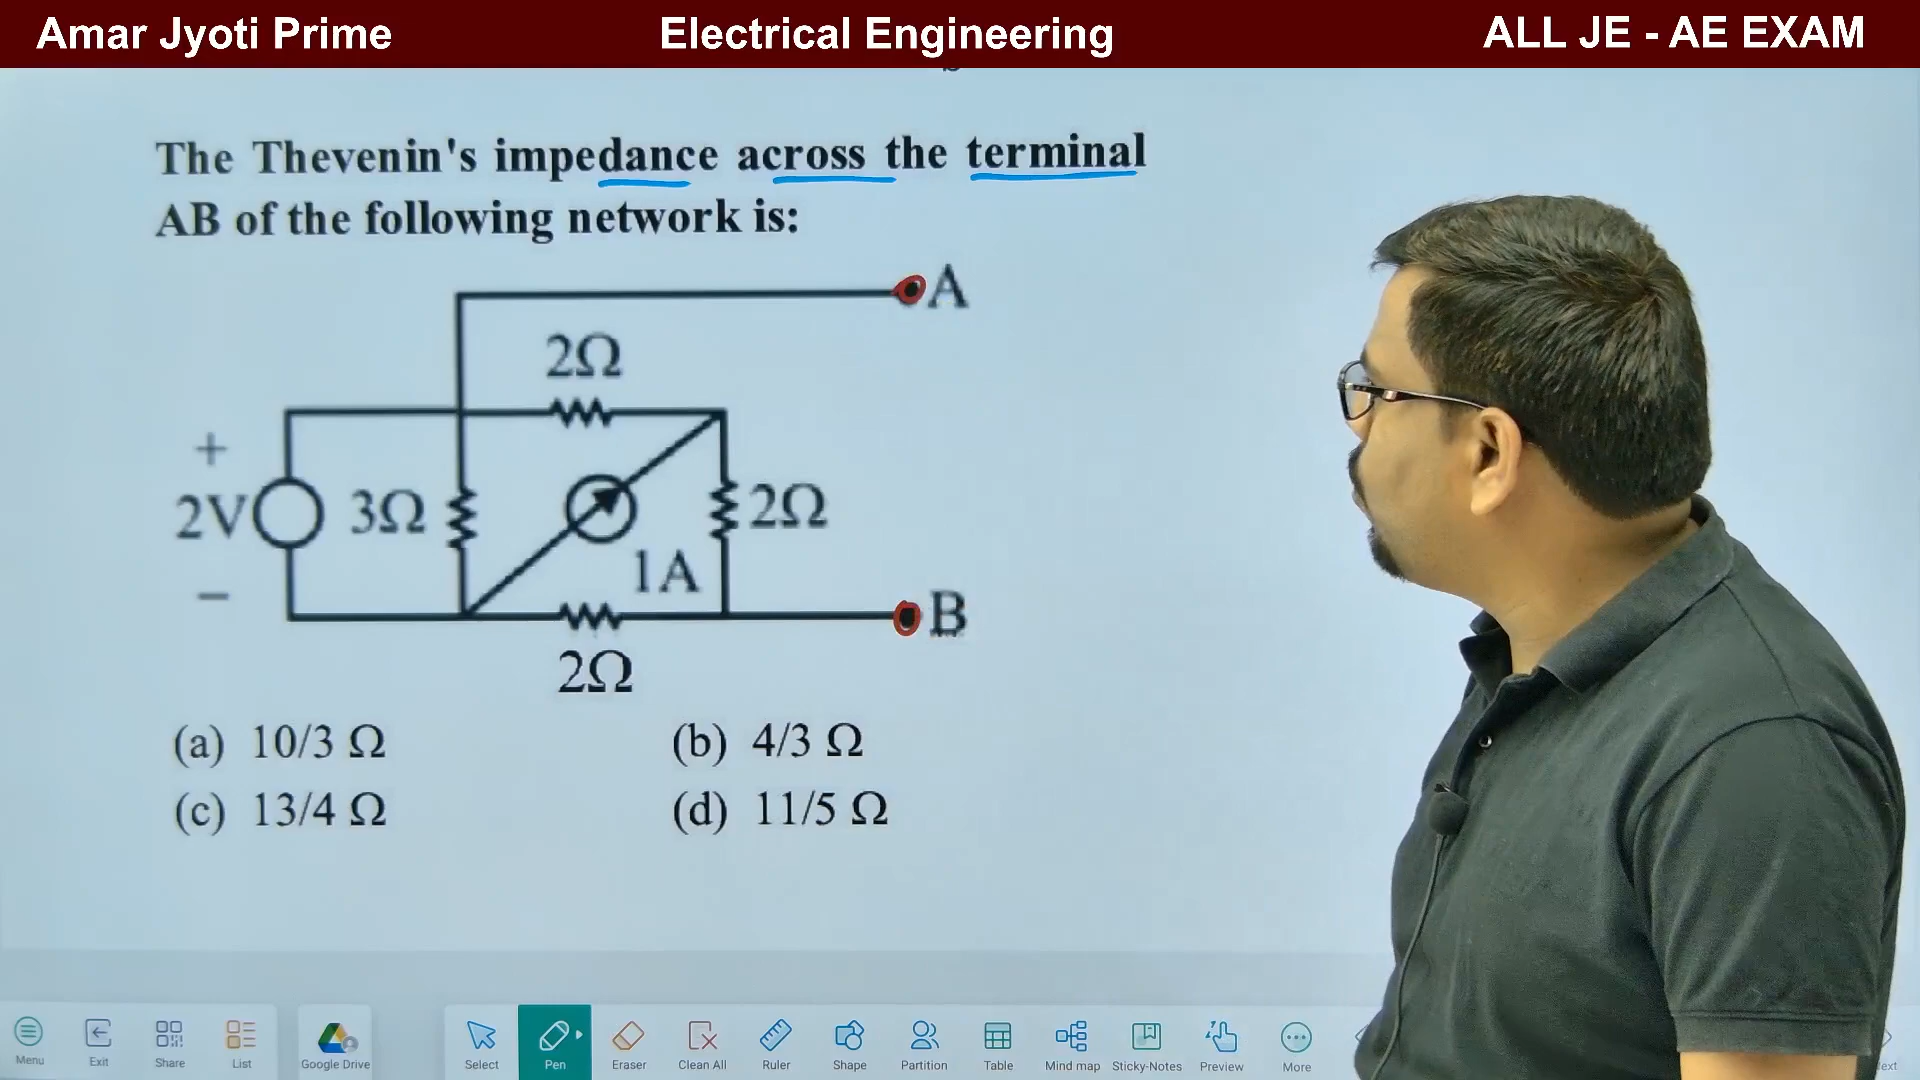 Amar Jyoti Prime
Electrical Engineering
ALL JE - AE EXAM
The Thevenin's impedance across the terminal
AB of the following network is:
A
2Ω
+
2V
3Ω
2Ω
1A
−
B
2Ω
(a) 10/3 Ω
(b) 4/3 Ω
(c) 13/4 Ω
(d) 11/5 Ω
Menu
Exit
Share
List
Google Drive
Select
Pen
Eraser
Clean All
Ruler
Shape
Partition
Table
Mind map
Sticky-Notes
Preview
More